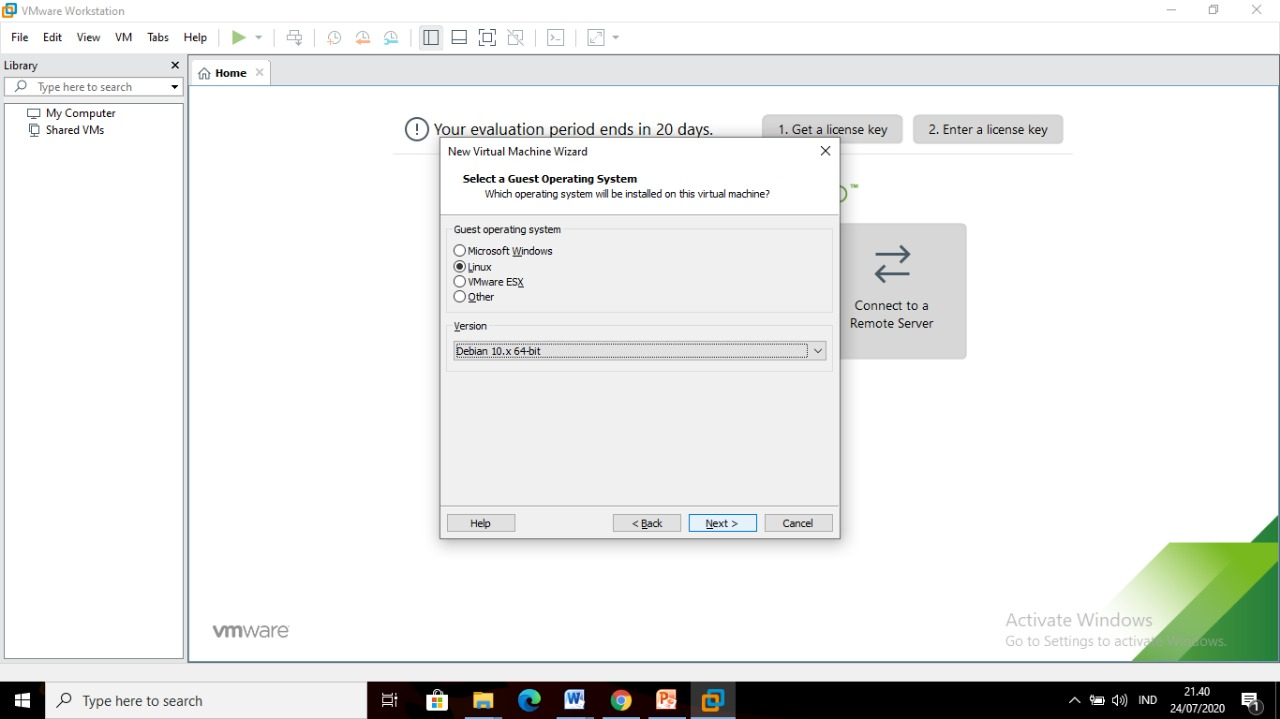 VMware Workstation
File Edit View VM Tabs Help
Library
Type here to search
My Computer
Shared VMs
Home
Your evaluation period ends in 20 days.
1. Get a license key
2. Enter a license key
™
New Virtual Machine Wizard
Select a Guest Operating System
Which operating system will be installed on this virtual machine?
Guest operating system
Microsoft Windows
Linux
VMware ESX
Other
Version
Debian 10.x 64-bit
Help
< Back
Next >
Cancel
Connect to a
Remote Server
vmware
Activate Windows
Go to Settings to activate Windows.
Type here to search
IND
21.40
24/07/2020
1